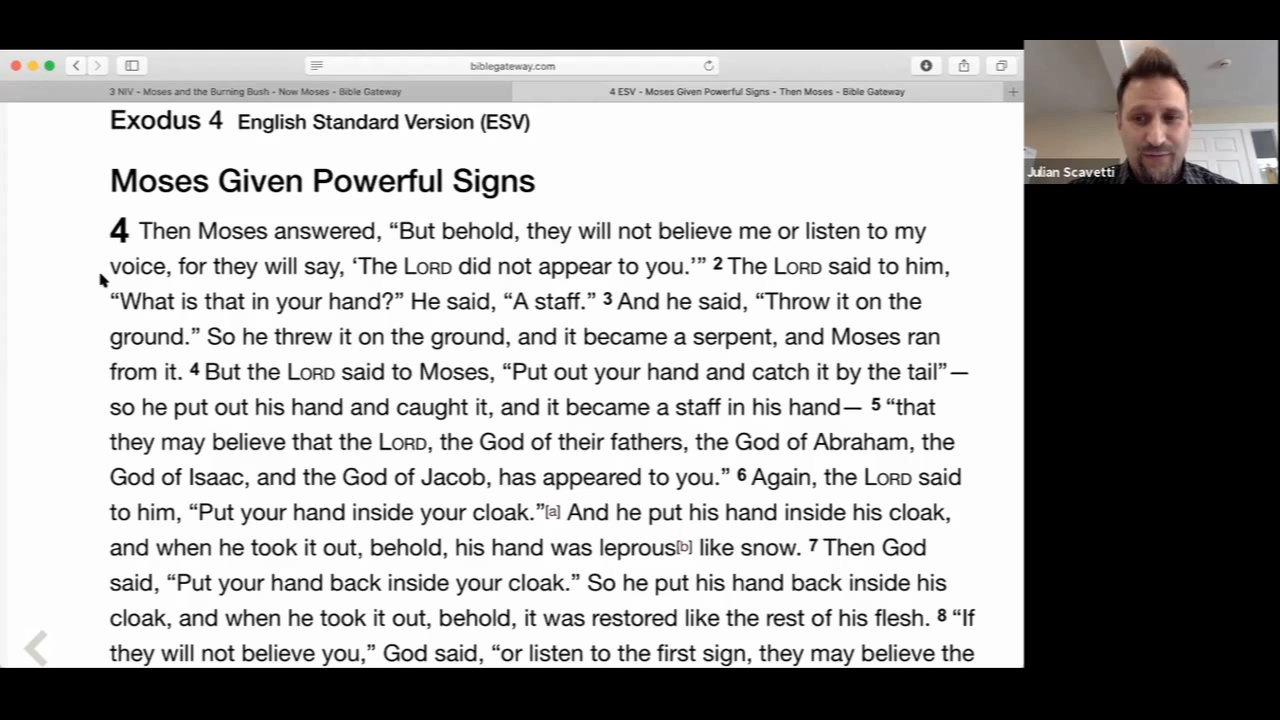 biblegateway.com
3 NIV - Moses and the Burning Bush - Now Moses - Bible Gateway
4 ESV - Moses Given Powerful Signs - Then Moses - Bible Gateway
Exodus 4 English Standard Version (ESV)
Moses Given Powerful Signs
4 Then Moses answered, “But behold, they will not believe me or listen to my
voice, for they will say, ‘The LORD did not appear to you.’” 2 The LORD said to him,
“What is that in your hand?” He said, “A staff.” 3 And he said, “Throw it on the
ground.” So he threw it on the ground, and it became a serpent, and Moses ran
from it. 4 But the LORD said to Moses, “Put out your hand and catch it by the tail”—
so he put out his hand and caught it, and it became a staff in his hand— 5 “that
they may believe that the LORD, the God of their fathers, the God of Abraham, the
God of Isaac, and the God of Jacob, has appeared to you.” 6 Again, the LORD said
to him, “Put your hand inside your cloak.”[a] And he put his hand inside his cloak,
and when he took it out, behold, his hand was leprous[b] like snow. 7 Then God
said, “Put your hand back inside your cloak.” So he put his hand back inside his
cloak, and when he took it out, behold, it was restored like the rest of his flesh. 8 “If
they will not believe you,” God said, “or listen to the first sign, they may believe the
Julian Scavetti